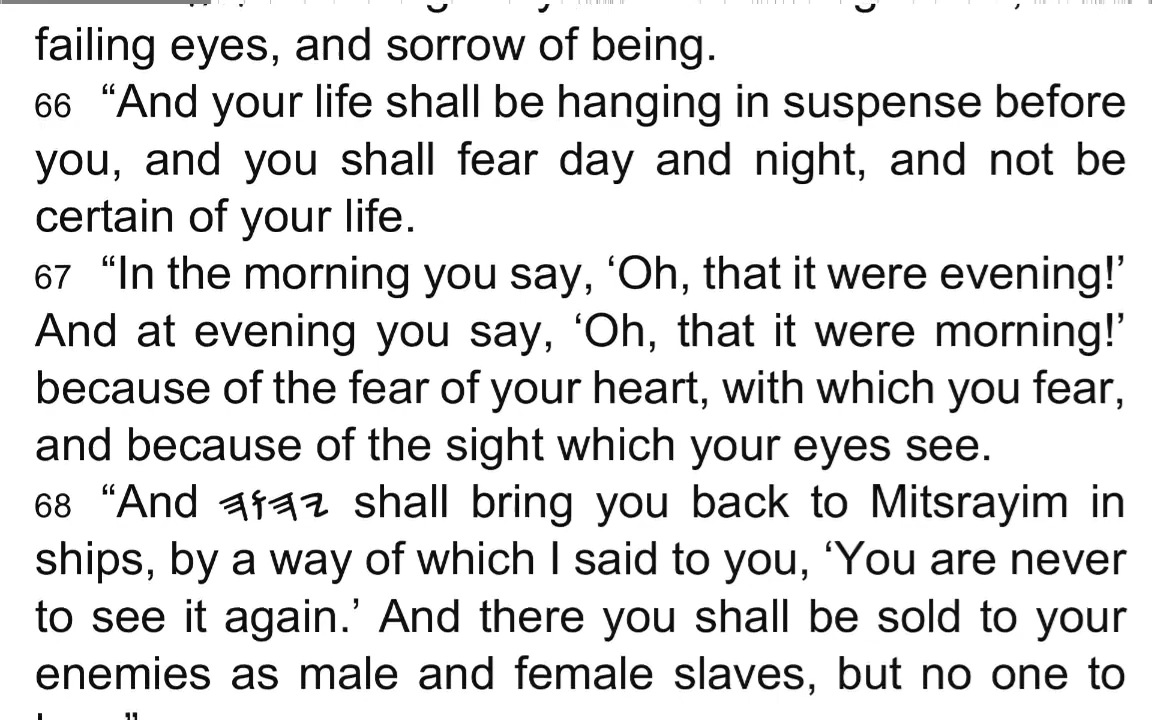 failing eyes, and sorrow of being.
66 “And your life shall be hanging in suspense before
you, and you shall fear day and night, and not be
certain of your life.
67 “In the morning you say, ‘Oh, that it were evening!’
And at evening you say, ‘Oh, that it were morning!’
because of the fear of your heart, with which you fear,
and because of the sight which your eyes see.
68 “And 𐤉𐤄𐤅𐤄 shall bring you back to Mitsrayim in
ships, by a way of which I said to you, ‘You are never
to see it again.’ And there you shall be sold to your
enemies as male and female slaves, but no one to